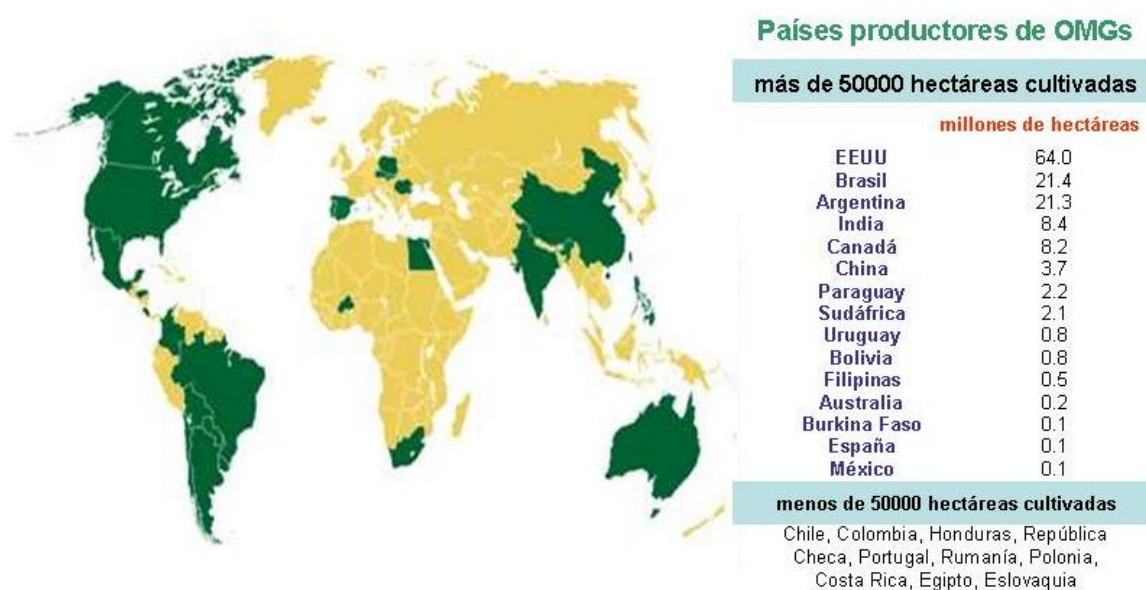 Países productores de OMGs
más de 50000 hectáreas cultivadas
millones de hectáreas
EEUU 64.0
Brasil 21.4
Argentina 21.3
India 8.4
Canadá 8.2
China 3.7
Paraguay 2.2
Sudáfrica 2.1
Uruguay 0.8
Bolivia 0.8
Filipinas 0.5
Australia 0.2
Burkina Faso 0.1
España 0.1
México 0.1
menos de 50000 hectáreas cultivadas
Chile, Colombia, Honduras, República
Checa, Portugal, Rumanía, Polonia,
Costa Rica, Egipto, Eslovaquia